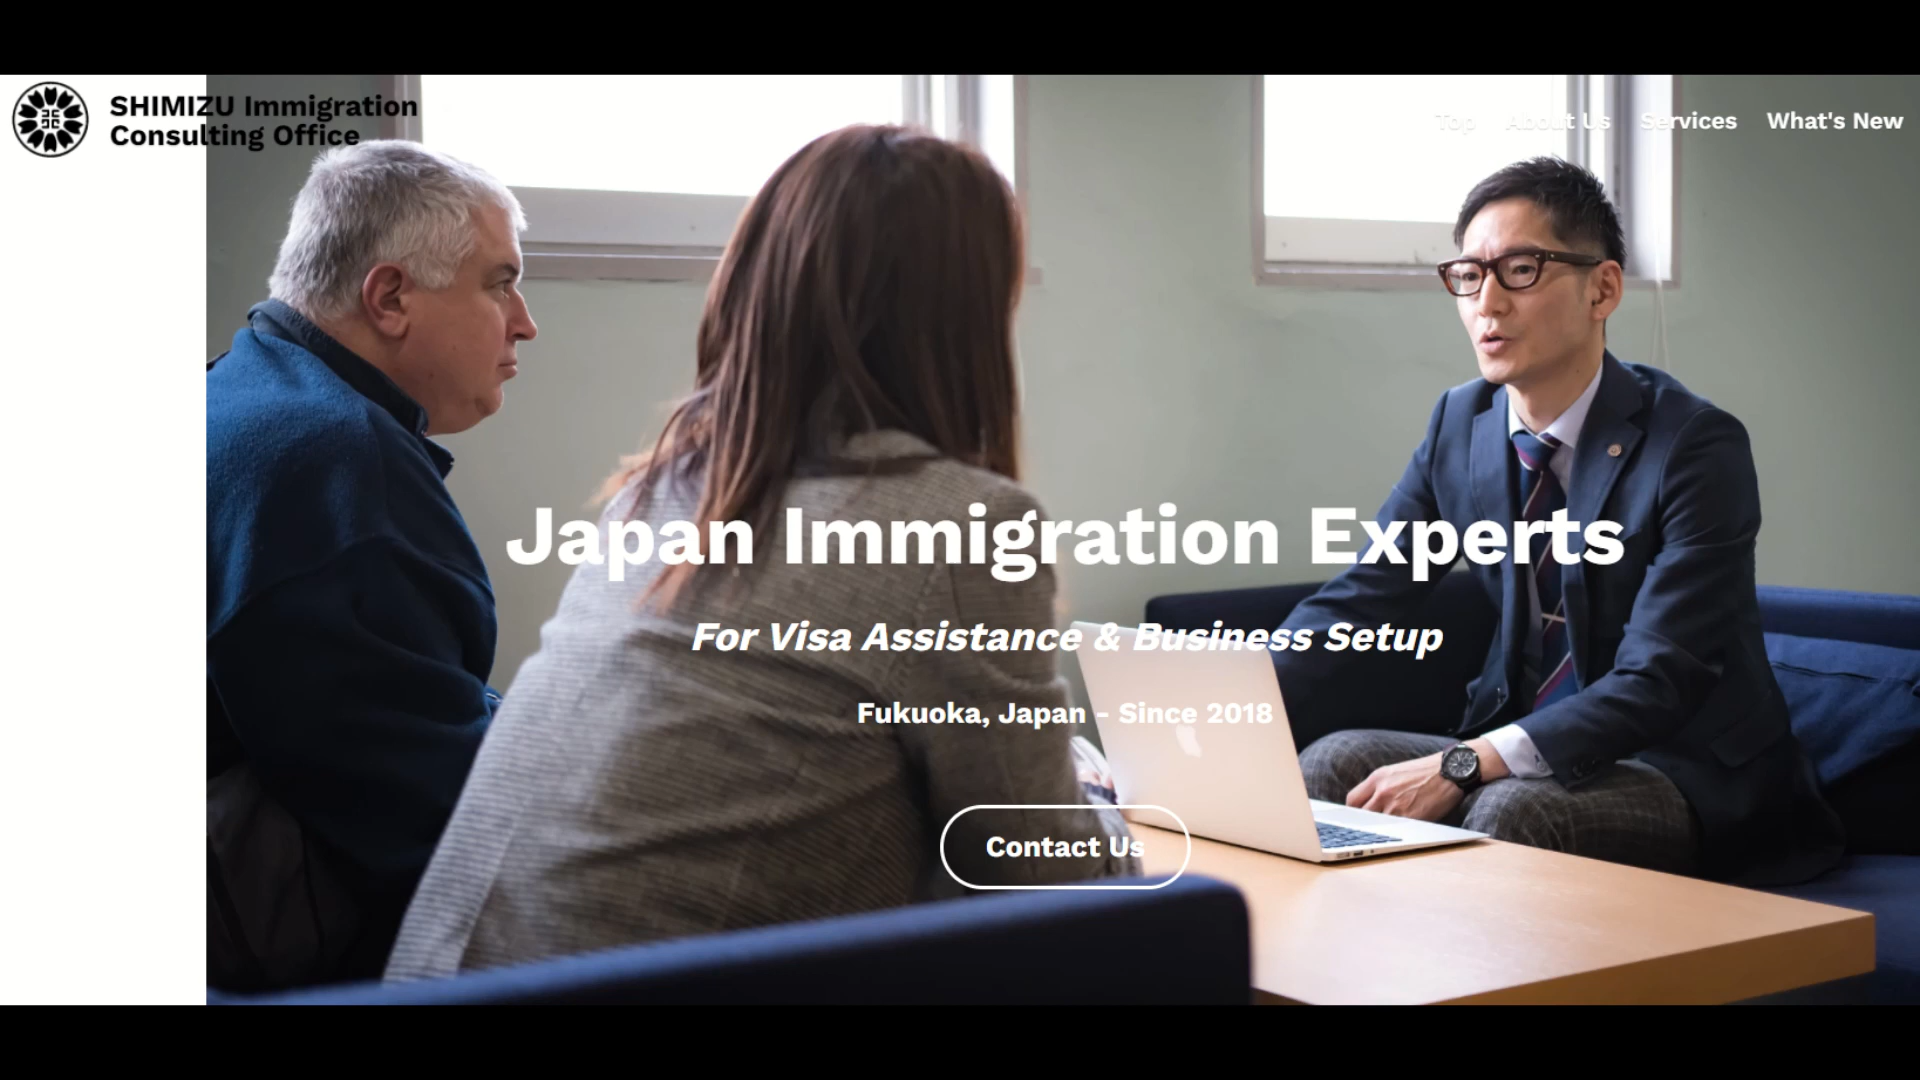 SHIMIZU Immigration
Consulting Office
Top About Us Services What's New
Japan Immigration Experts
For Visa Assistance & Business Setup
Fukuoka, Japan - Since 2018
Contact Us